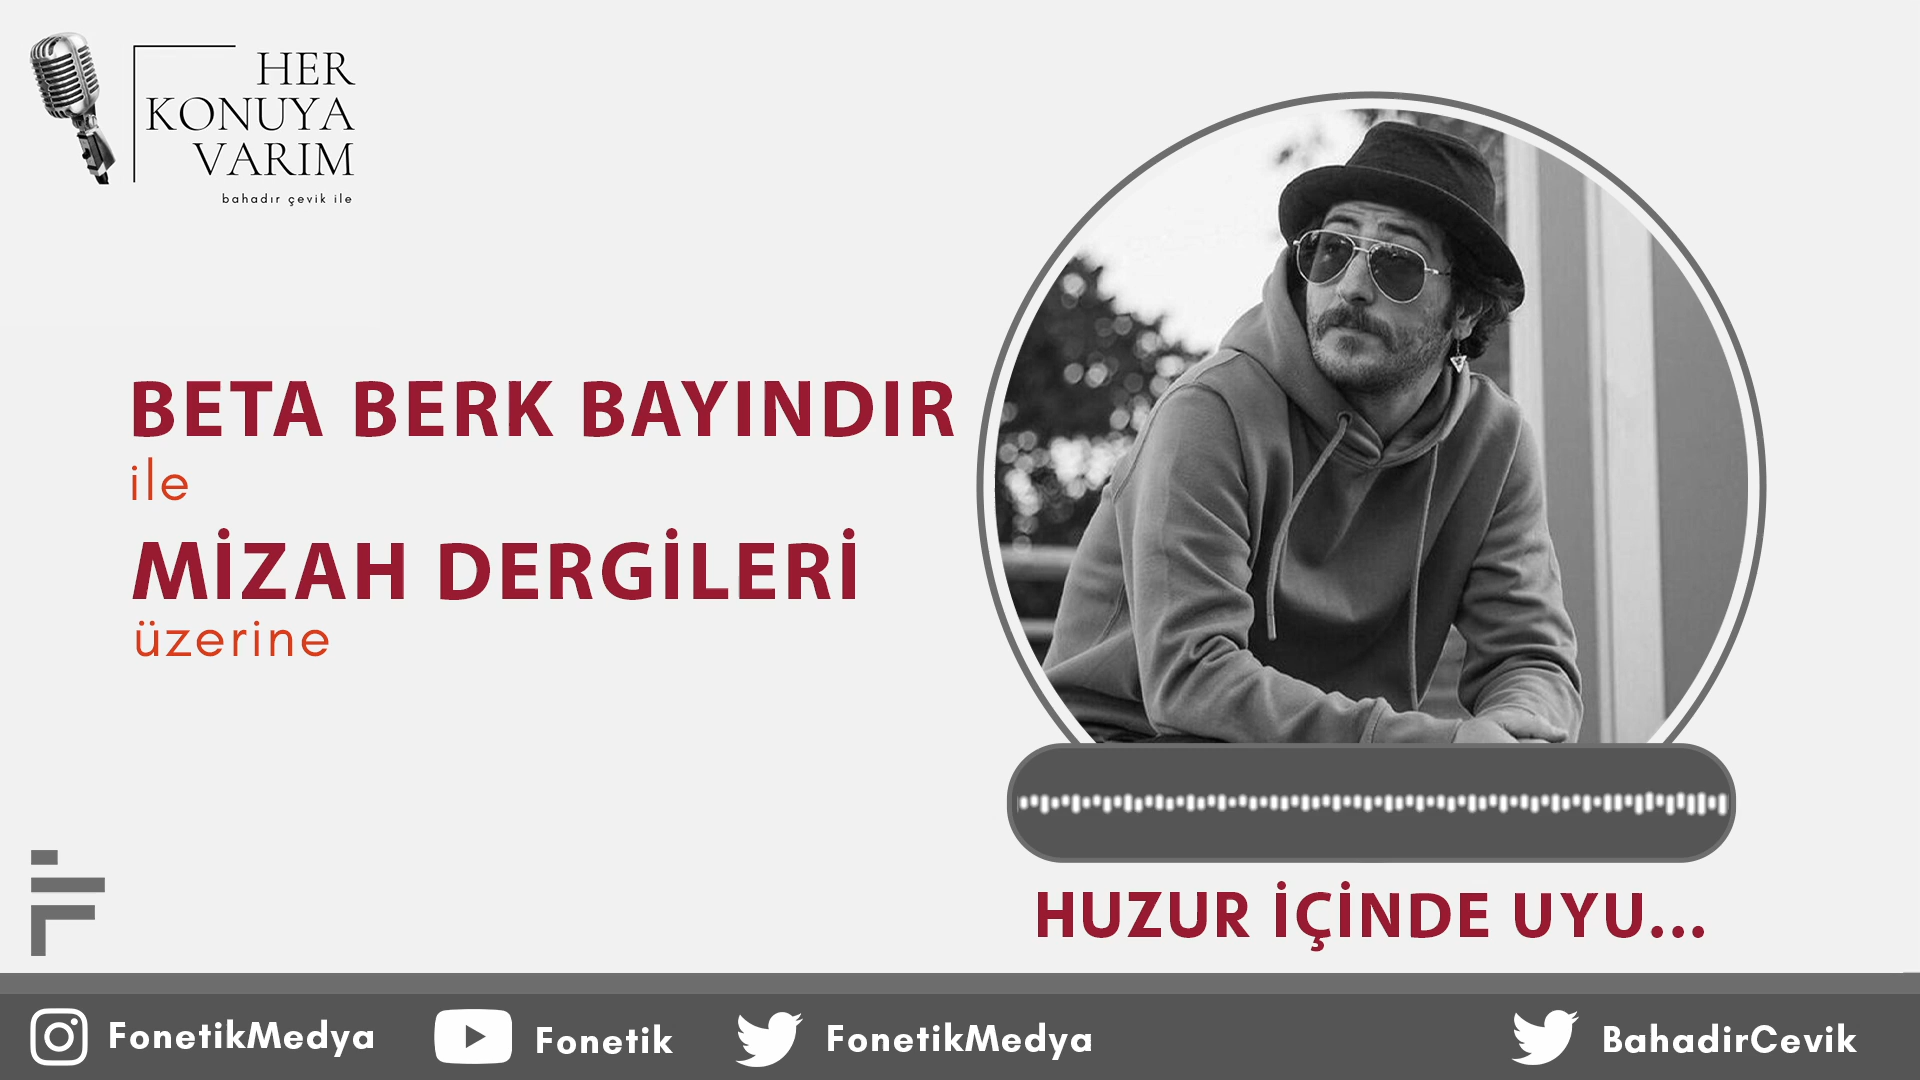 HER
KONUYA
VARIM
bahadır çevik ile
BETA BERK BAYINDIR
ile
MİZAH DERGİLERİ
üzerine
HUZUR İÇİNDE UYU...
FonetikMedya
Fonetik
FonetikMedya
BahadirCevik